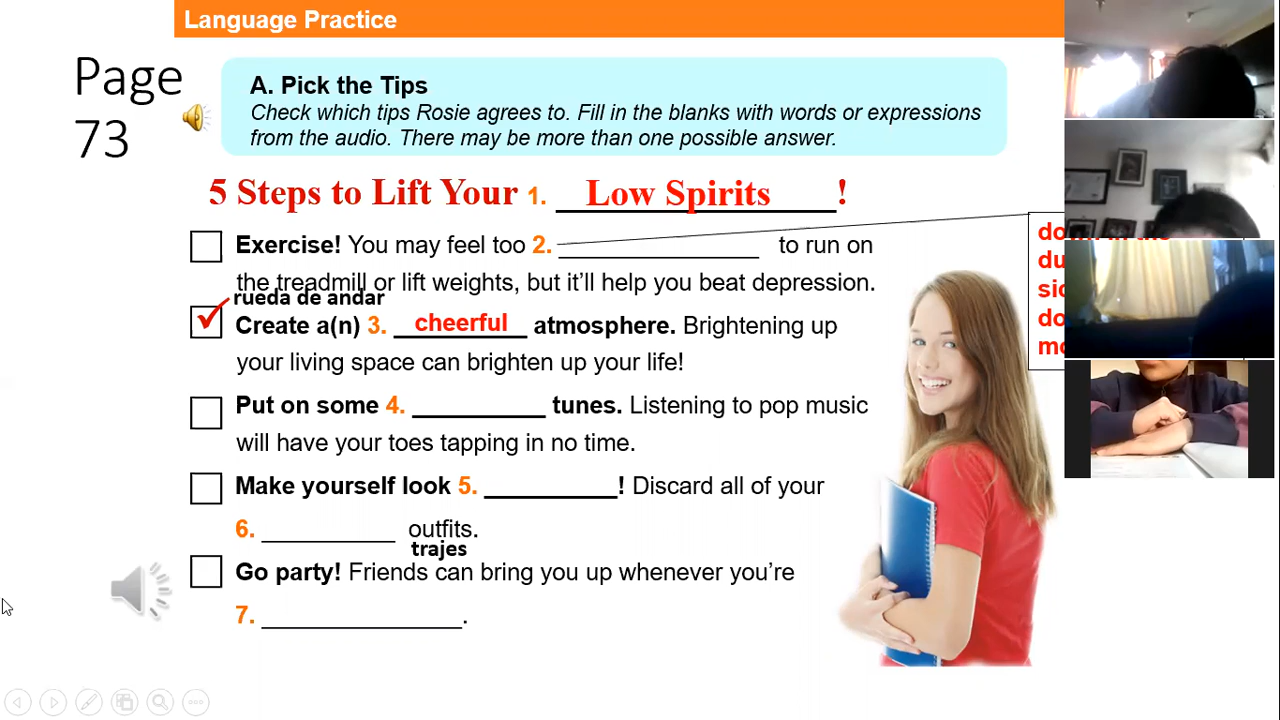 Language Practice
Page
73
A. Pick the Tips
Check which tips Rosie agrees to. Fill in the blanks with words or expressions
from the audio. There may be more than one possible answer.
5 Steps to Lift Your 1. Low Spirits !
Exercise! You may feel too 2. to run on
the treadmill or lift weights, but it'll help you beat depression.
rueda de andar
Create a(n) 3. cheerful atmosphere. Brightening up
your living space can brighten up your life!
Put on some 4. tunes. Listening to pop music
will have your toes tapping in no time.
Make yourself look 5. ! Discard all of your
6. outfits.
trajes
Go party! Friends can bring you up whenever you're
7. .